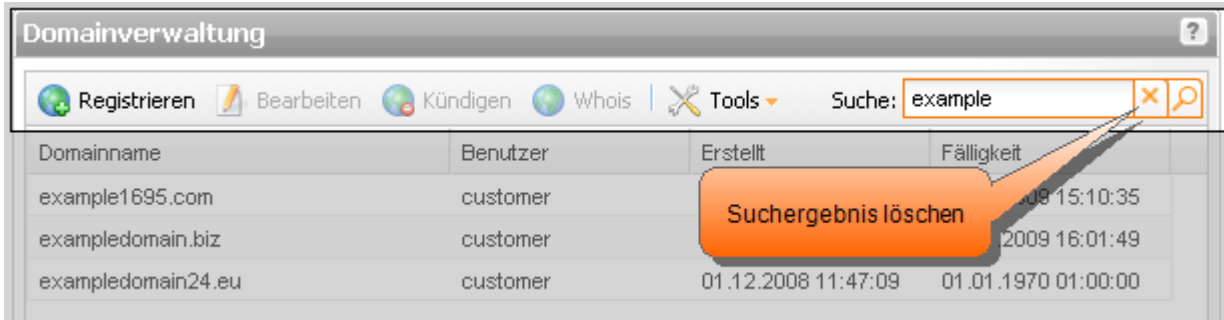 Domainverwaltung ?
Registrieren Bearbeiten Kündigen Whois Tools Suche: example
Domainname Benutzer Erstellt Fälligkeit
example1695.com customer 15:10:35
exampledomain.biz customer 2009 16:01:49
exampledomain24.eu customer 01.12.2008 11:47:09 01.01.1970 01:00:00
Suchergebnis löschen